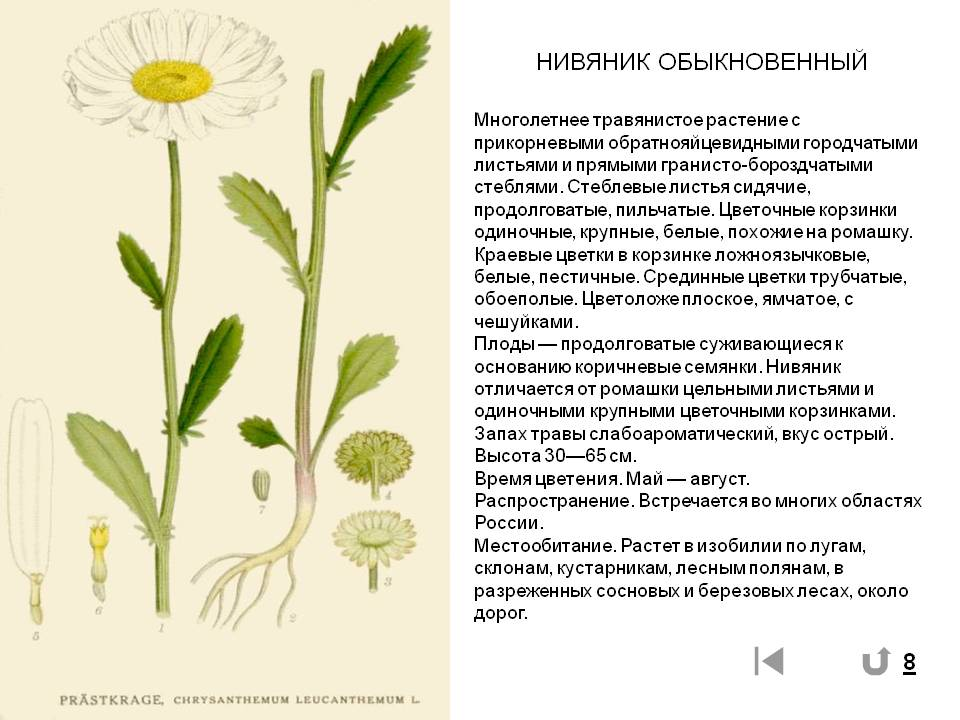 НИВЯНИК ОБЫКНОВЕННЫЙ
Многолетнее травянистое растение с
прикорневыми обратнояйцевидными городчатыми
листьями и прямыми гранисто-бороздчатыми
стеблями. Стеблевые листья сидячие,
продолговатые, пильчатые. Цветочные корзинки
одиночные, крупные, белые, похожие на ромашку.
Краевые цветки в корзинке ложноязычковые,
белые, пестичные. Срединные цветки трубчатые,
обоеполые. Цветоложе плоское, ямчатое, с
чешуйками.
Плоды — продолговатые суживающиеся к
основанию коричневые семянки. Нивяник
отличается от ромашки цельными листьями и
одиночными крупными цветочными корзинками.
Запах травы слабоароматический, вкус острый.
Высота 30—65 см.
Время цветения. Май — август.
Распространение. Встречается во многих областях
России.
Местообитание. Растет в изобилии по лугам,
склонам, кустарникам, лесным полянам, в
разреженных сосновых и березовых лесах, около
дорог.
8
7
4
3
6
5
1
2
PRÄSTKRAGE, CHRYSANTHEMUM LEUCANTHEMUM L.